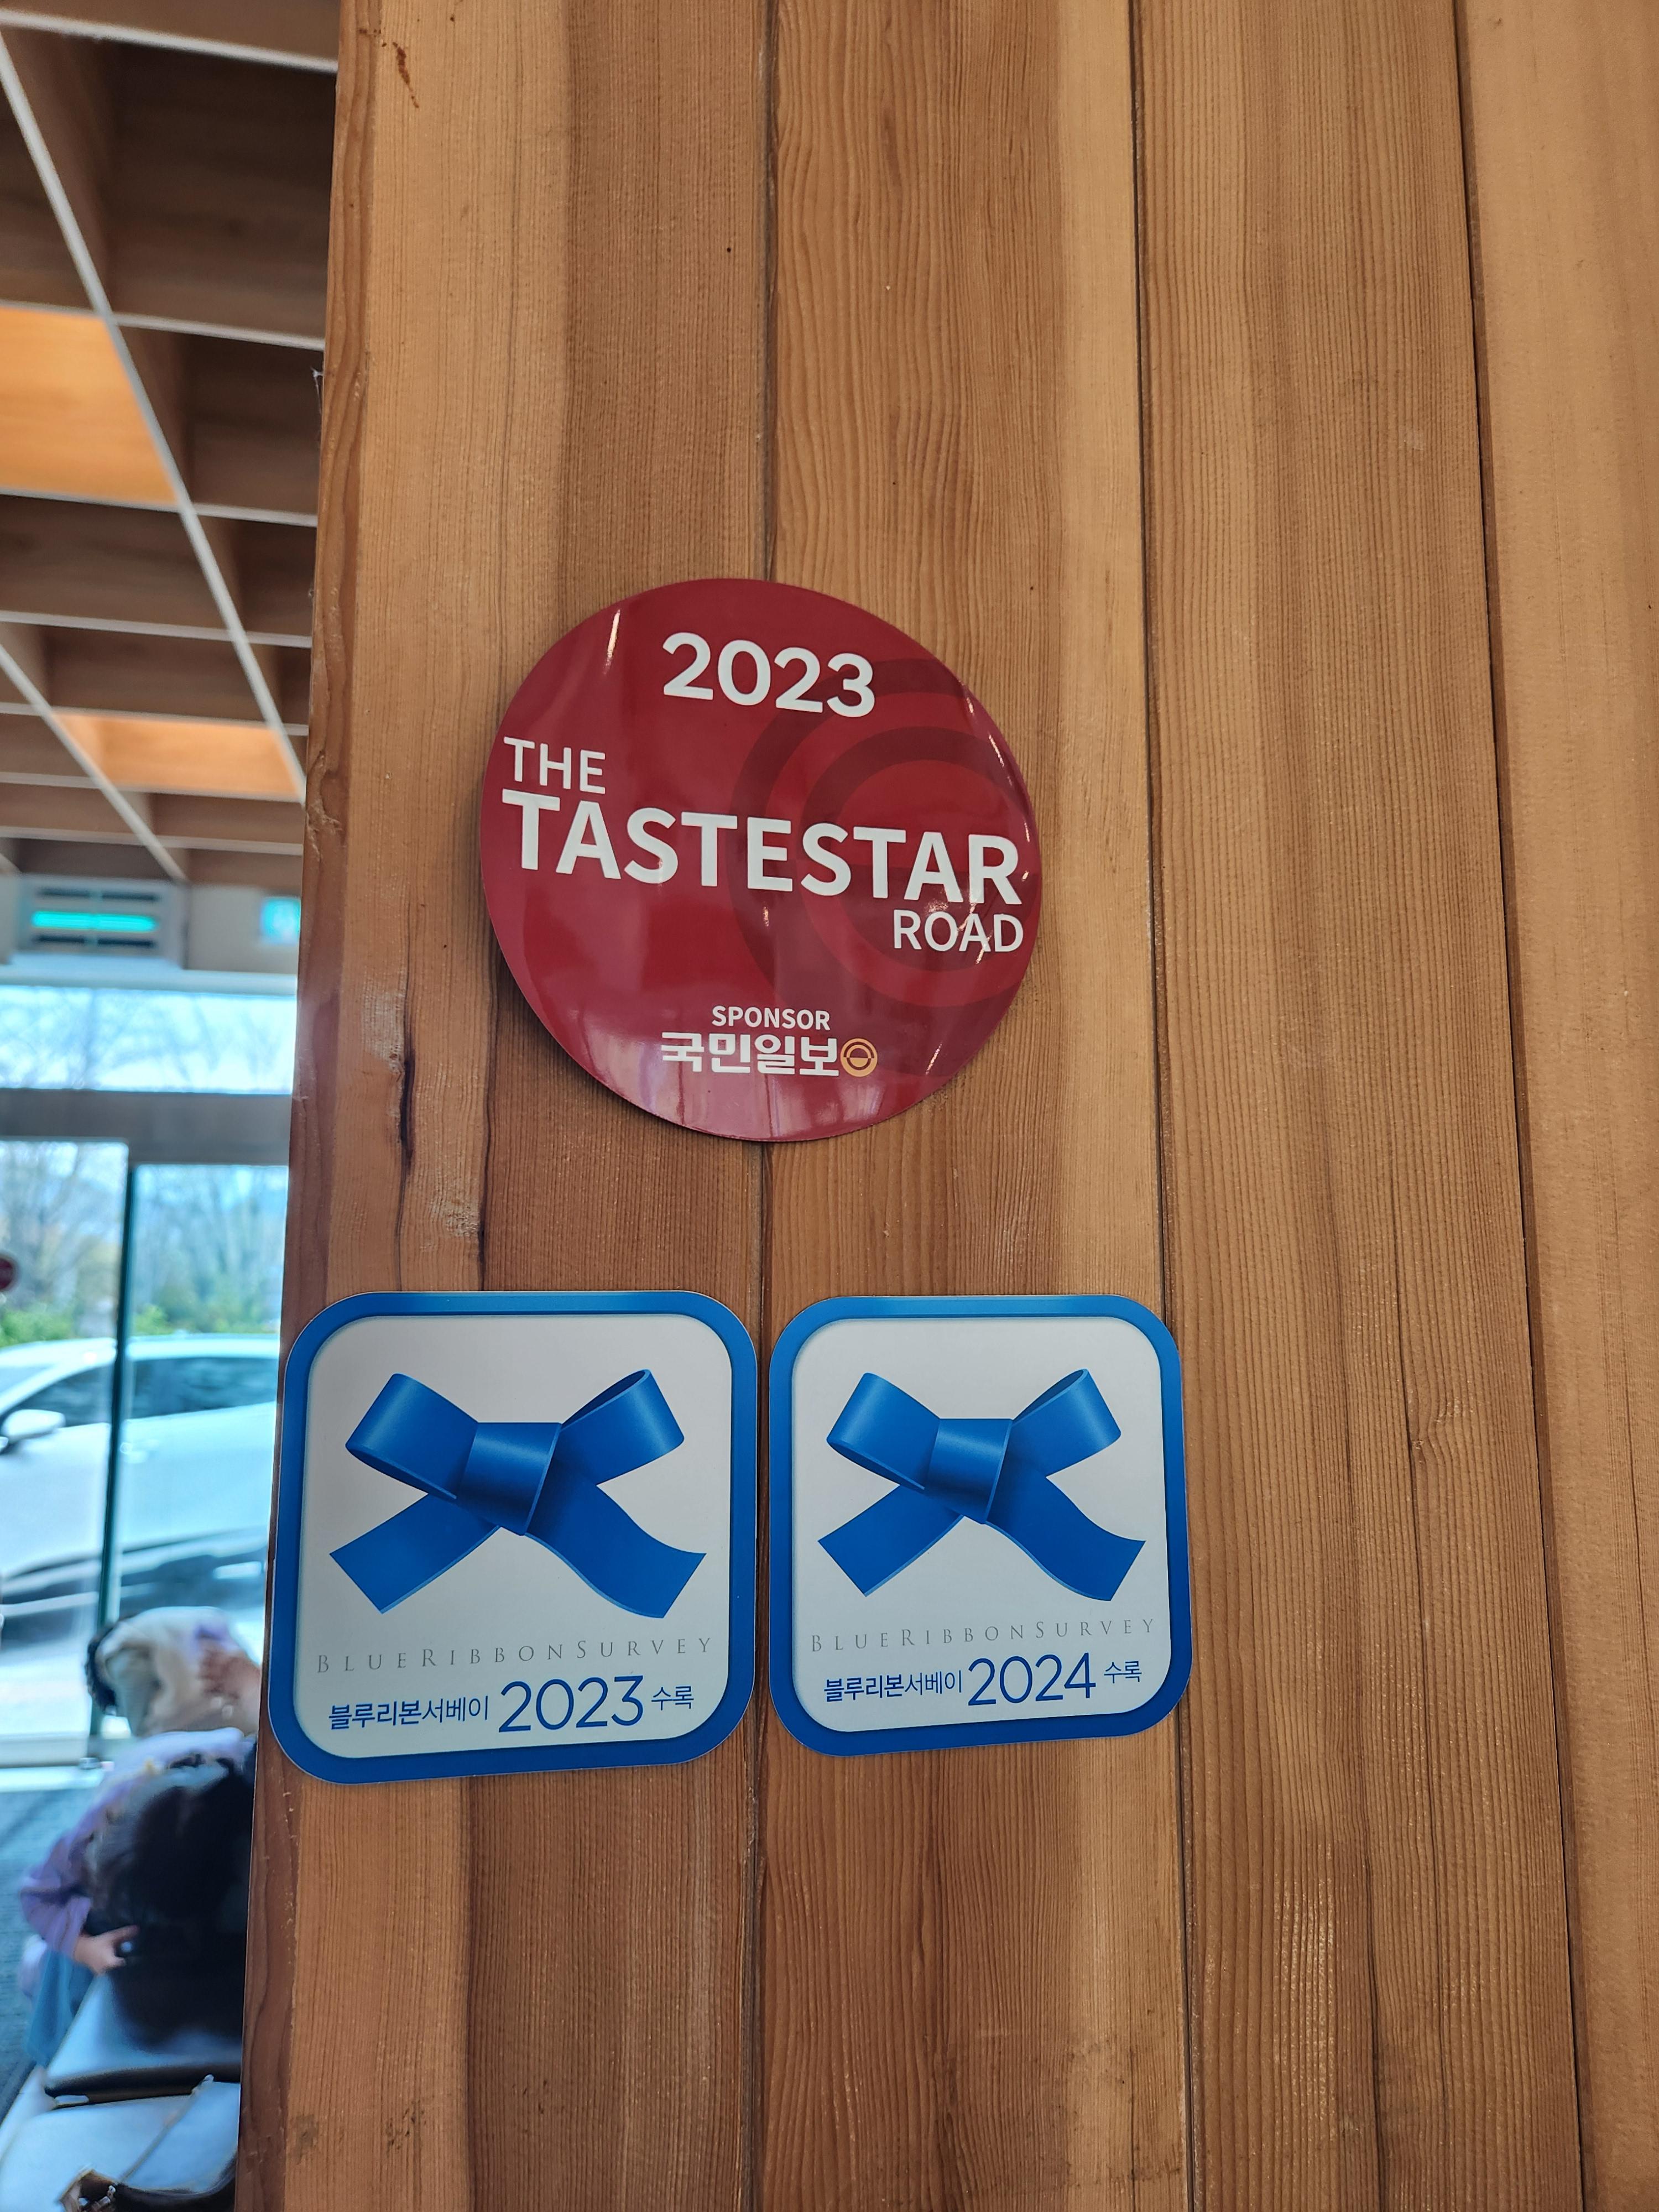 2023
THE
TASTESTAR
ROAD
SPONSOR
국민일보
BLUERIBBONSURVEY
블루리본서베이 2023 수록
BLUERIBBONSURVEY
블루리본서베이 2024 수록